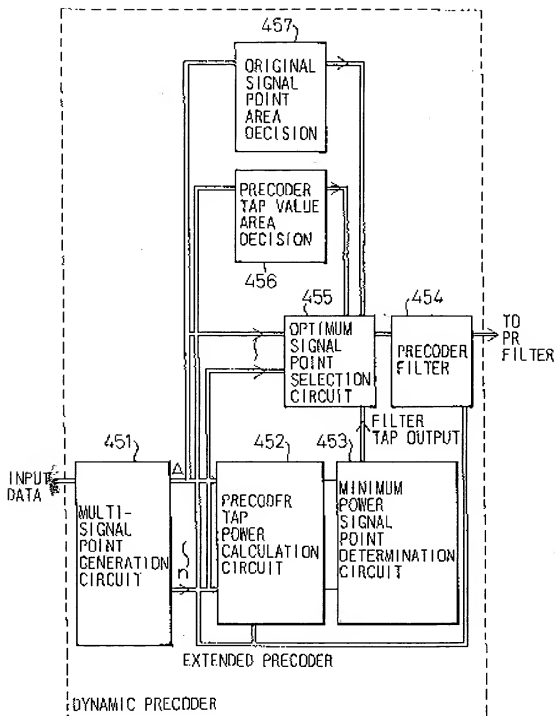 457
ORIGINAL
SIGNAL
POINT
AREA
DECISION
PRECODER
TAP VALUE
AREA
DECISION
456
455
OPTIMUM
SIGNAL
POINT
SELECTION
CIRCUIT
454
PRECODER
FILTER
TO
PR
FILTER
FILTER
TAP OUTPUT
451
INPUT
DATA
MULTI-
SIGNAL
POINT
GENERATION
CIRCUIT
A
n
452
PRECODER
TAP
POWER
CALCULATION
CIRCUIT
453
MINIMUM
POWER
SIGNAL
POINT
DETERMINATION
CIRCUIT
EXTENDED PRECODER
DYNAMIC PRECODER